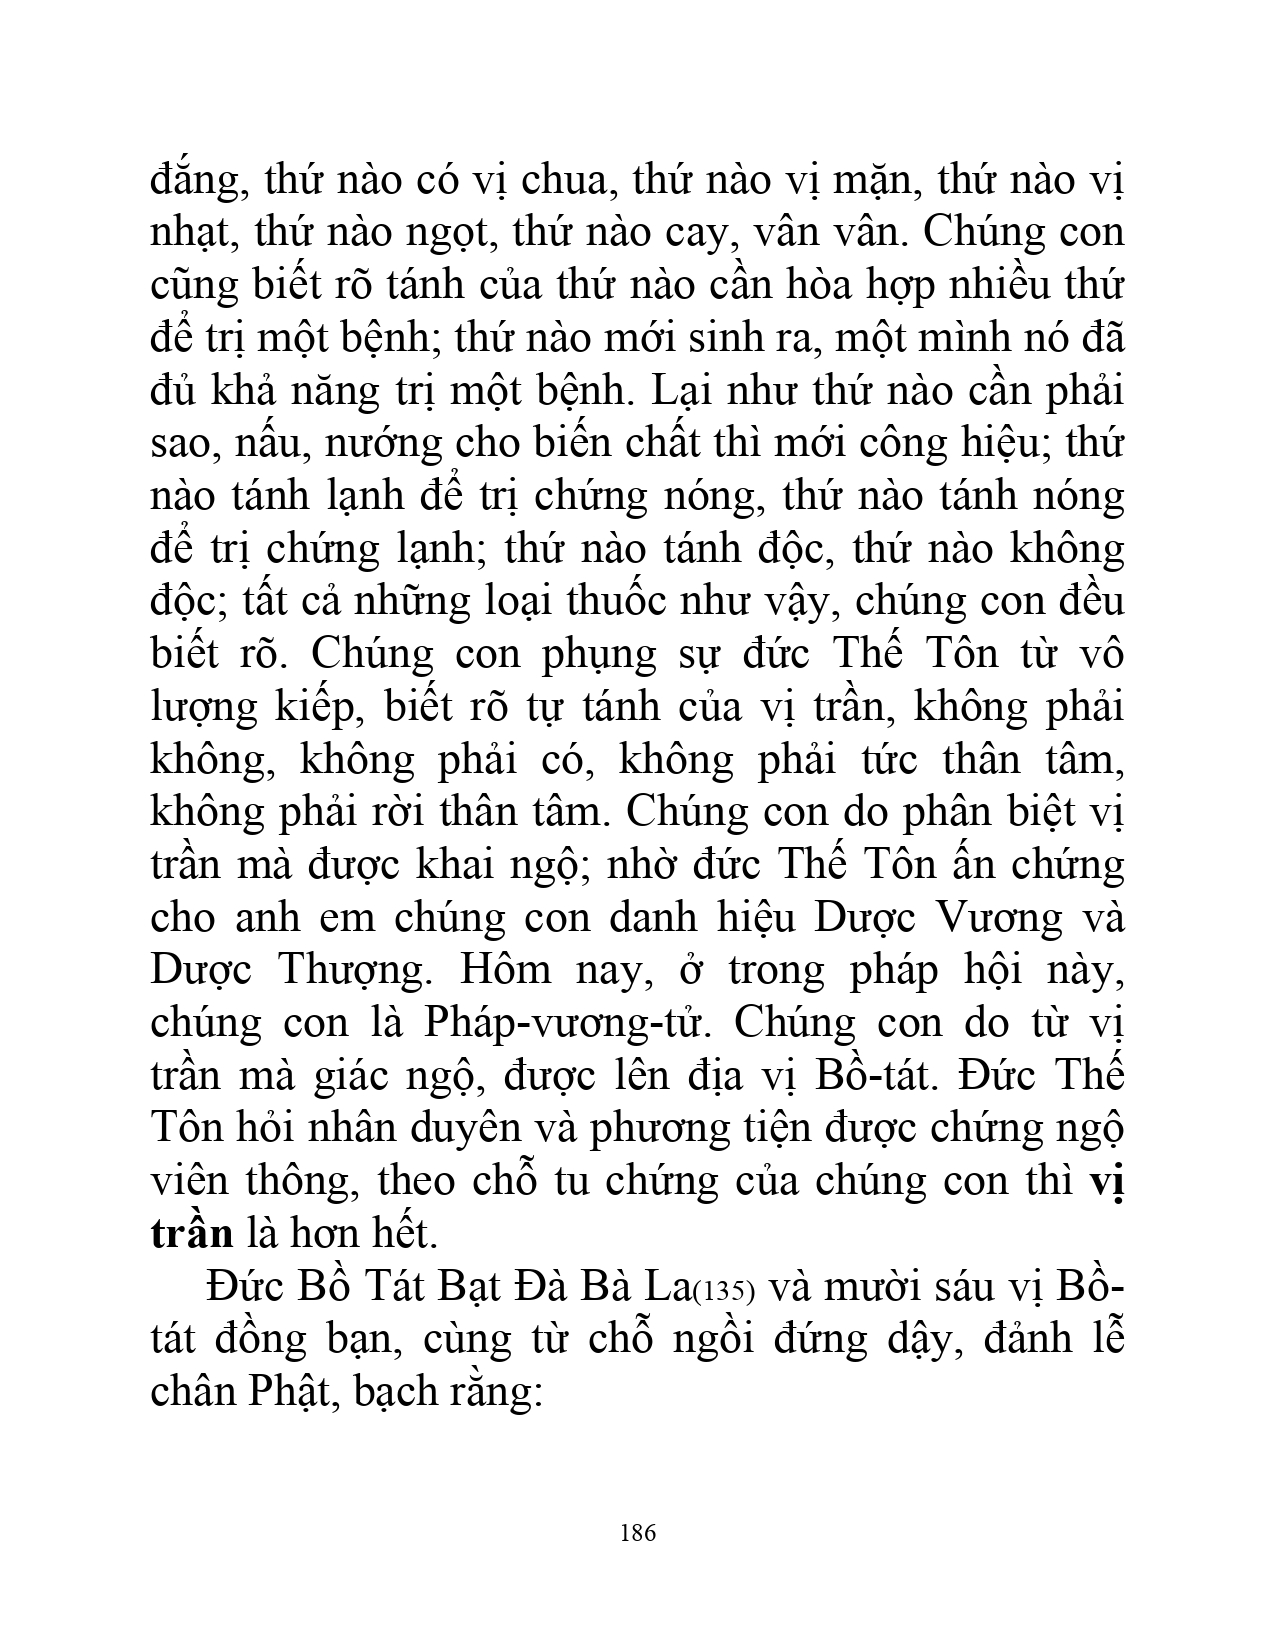 đắng, thứ nào có vị chua, thứ nào vị mặn, thứ nào vị
nhạt, thứ nào ngọt, thứ nào cay, vân vân. Chúng con
cũng biết rõ tánh của thứ nào cần hòa hợp nhiều thứ
để trị một bệnh; thứ nào mới sinh ra, một mình nó đã
đủ khả năng trị một bệnh. Lại như thứ nào cần phải
sao, nấu, nướng cho biến chất thì mới công hiệu; thứ
nào tánh lạnh để trị chứng nóng, thứ nào tánh nóng
để trị chứng lạnh; thứ nào tánh độc, thứ nào không
độc; tất cả những loại thuốc như vậy, chúng con đều
biết rõ. Chúng con phụng sự đức Thế Tôn từ vô
lượng kiếp, biết rõ tự tánh của vị trần, không phải
không, không phải có, không phải tức thân tâm,
không phải rời thân tâm. Chúng con do phân biệt vị
trần mà được khai ngộ; nhờ đức Thế Tôn ấn chứng
cho anh em chúng con danh hiệu Dược Vương và
Dược Thượng. Hôm nay, ở trong pháp hội này,
chúng con là Pháp-vương-tử. Chúng con do từ vị
trần mà giác ngộ, được lên địa vị Bồ-tát. Đức Thế
Tôn hỏi nhân duyên và phương tiện được chứng ngộ
viên thông, theo chỗ tu chứng của chúng con thì vị
trần là hơn hết.
Đức Bồ Tát Bạt Đà Bà La(135) và mười sáu vị Bồ-
tát đồng bạn, cùng từ chỗ ngồi đứng dậy, đảnh lễ
chân Phật, bạch rằng:
186